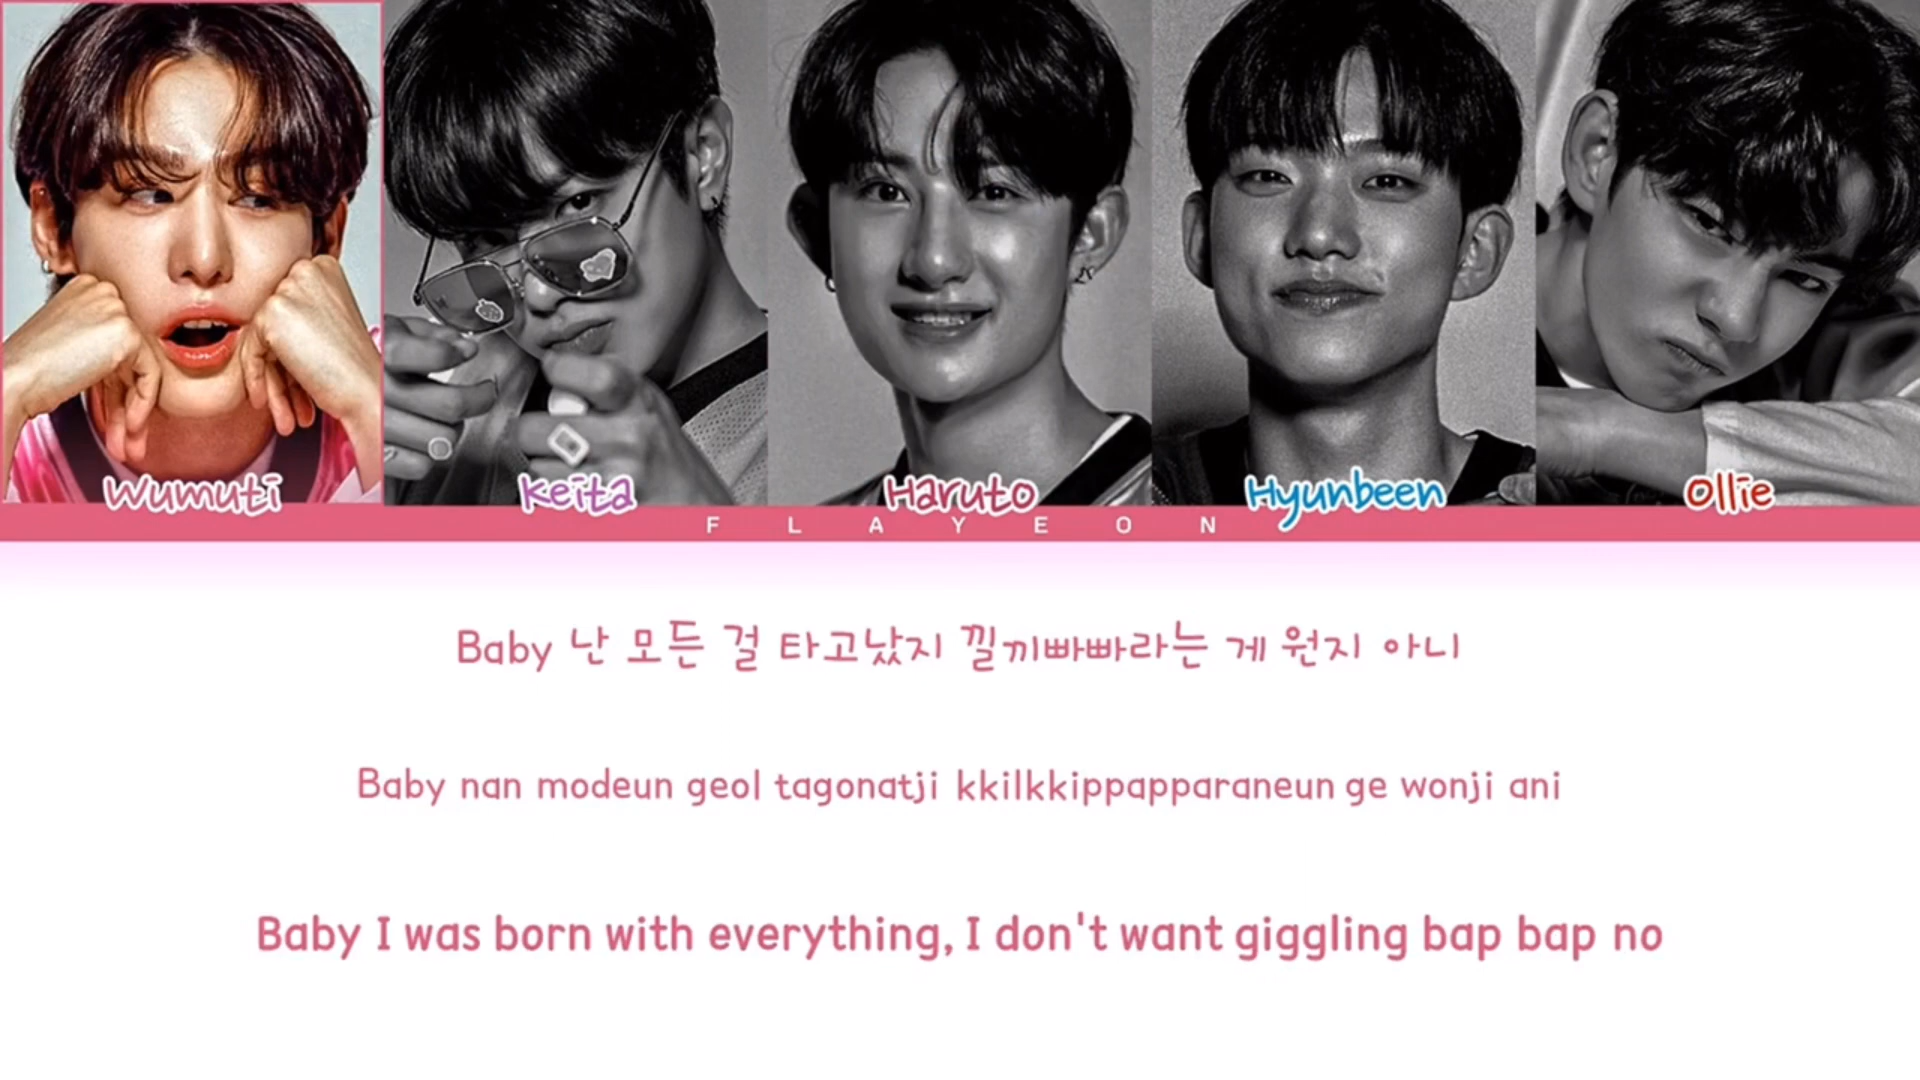 Wumuti
Keita
Haruto
Hyunbeen
Ollie
FLAYEON
Baby 난 모든 걸 타고났지 낄끼빠빠라는 게 원지 아니
Baby nan modeun geol tagonatji kkilkkippapparaneun ge wonji ani
Baby I was born with everything, I don't want giggling bap bap no